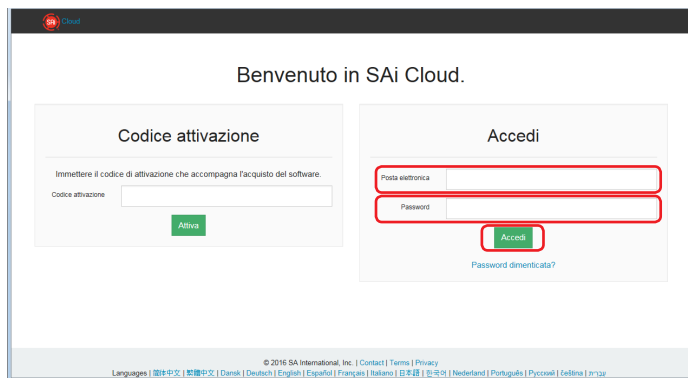 SAi Cloud
Benvenuto in SAi Cloud.
Codice attivazione
Immettere il codice di attivazione che accompagna l'acquisto del software.
Codice attivazione
Attiva
Accedi
Posta elettronica
Password
Accedi
Password dimenticata?
© 2016 SA International, Inc. | Contact | Terms | Privacy
Languages | 简体中文 | 繁體中文 | Dansk | Deutsch | English | Español | Français | Italiano | 日本語 | 한국어 | Nederland | Português | Русский | čeština | עברית